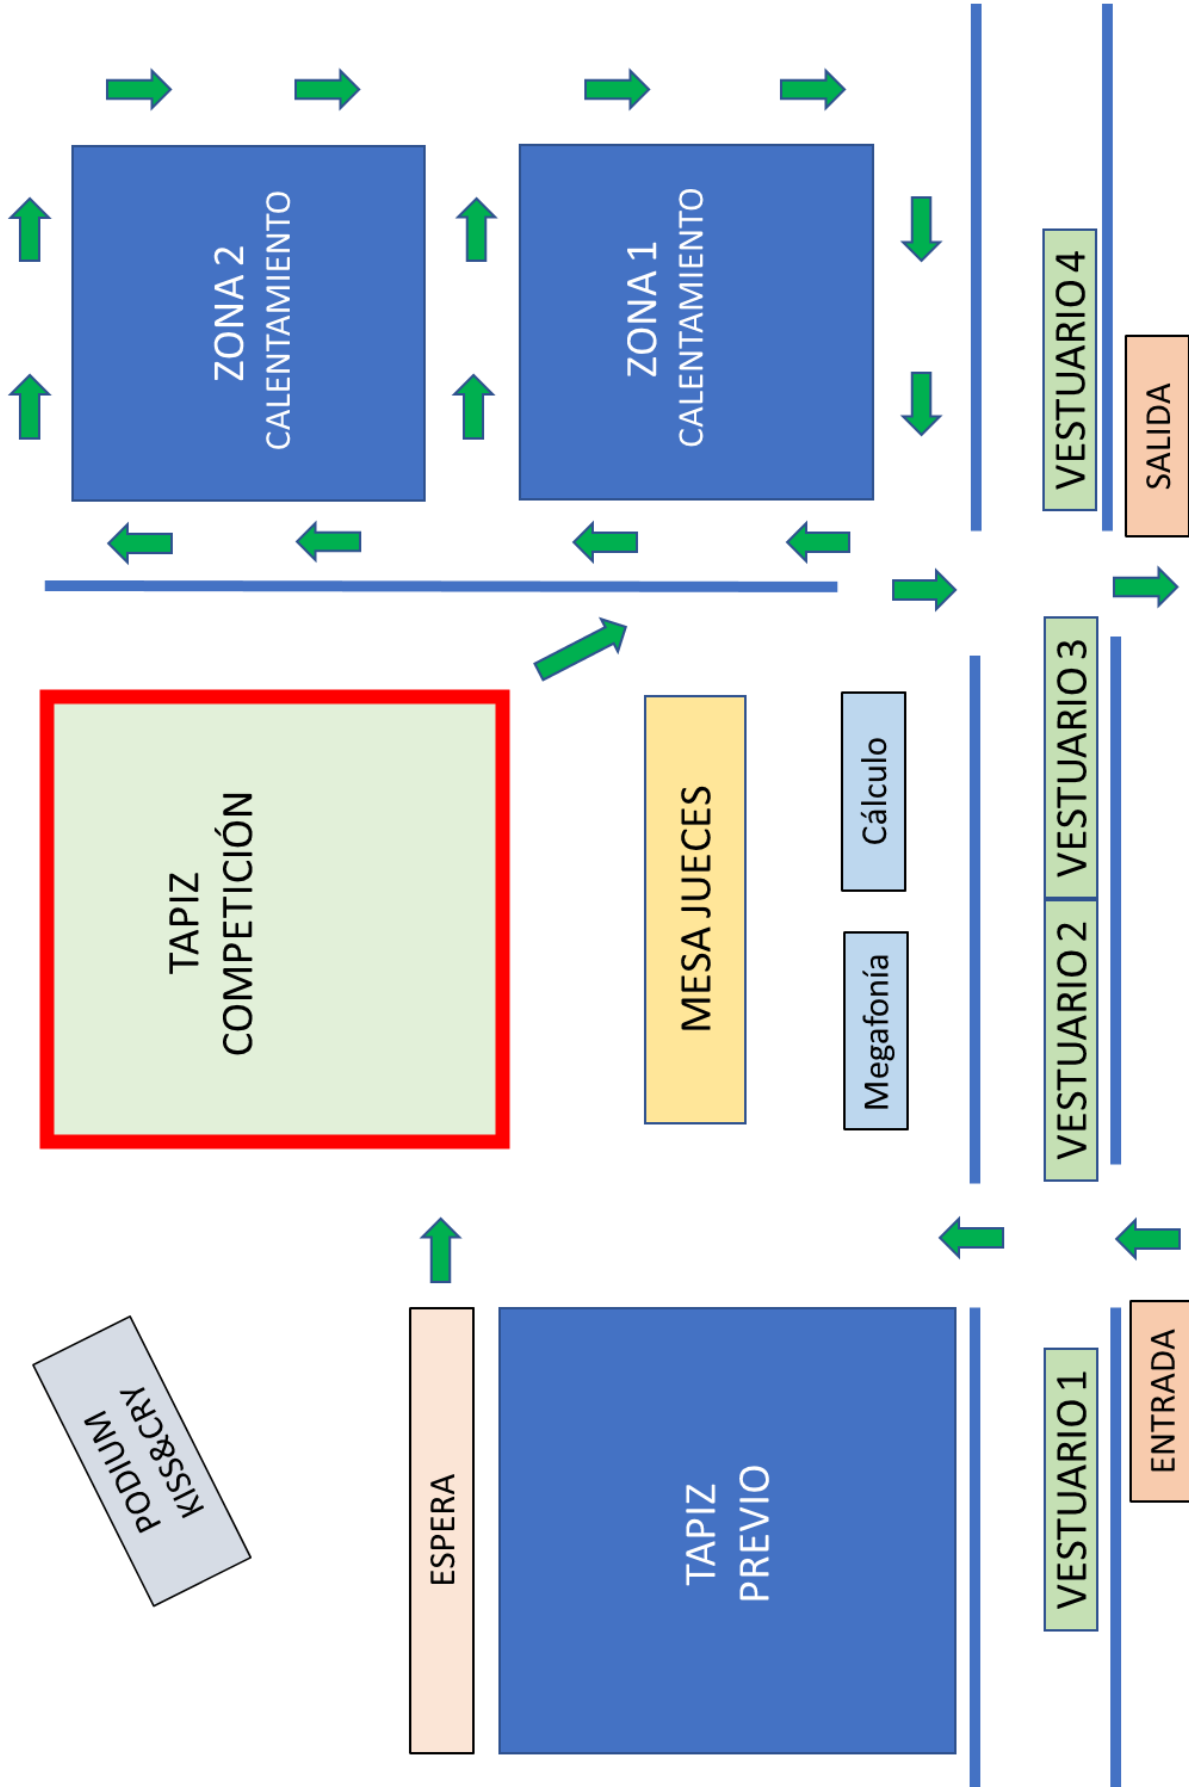 PODIUM
KISS&CRY
TAPIZ
COMPETICIÓN
ZONA 2
CALENTAMIENTO
ESPERA
TAPIZ
PREVIO
MESA JUECES
ZONA 1
CALENTAMIENTO
Megafonía
Cálculo
VESTUARIO 1
VESTUARIO 2
VESTUARIO 3
VESTUARIO 4
ENTRADA
SALIDA